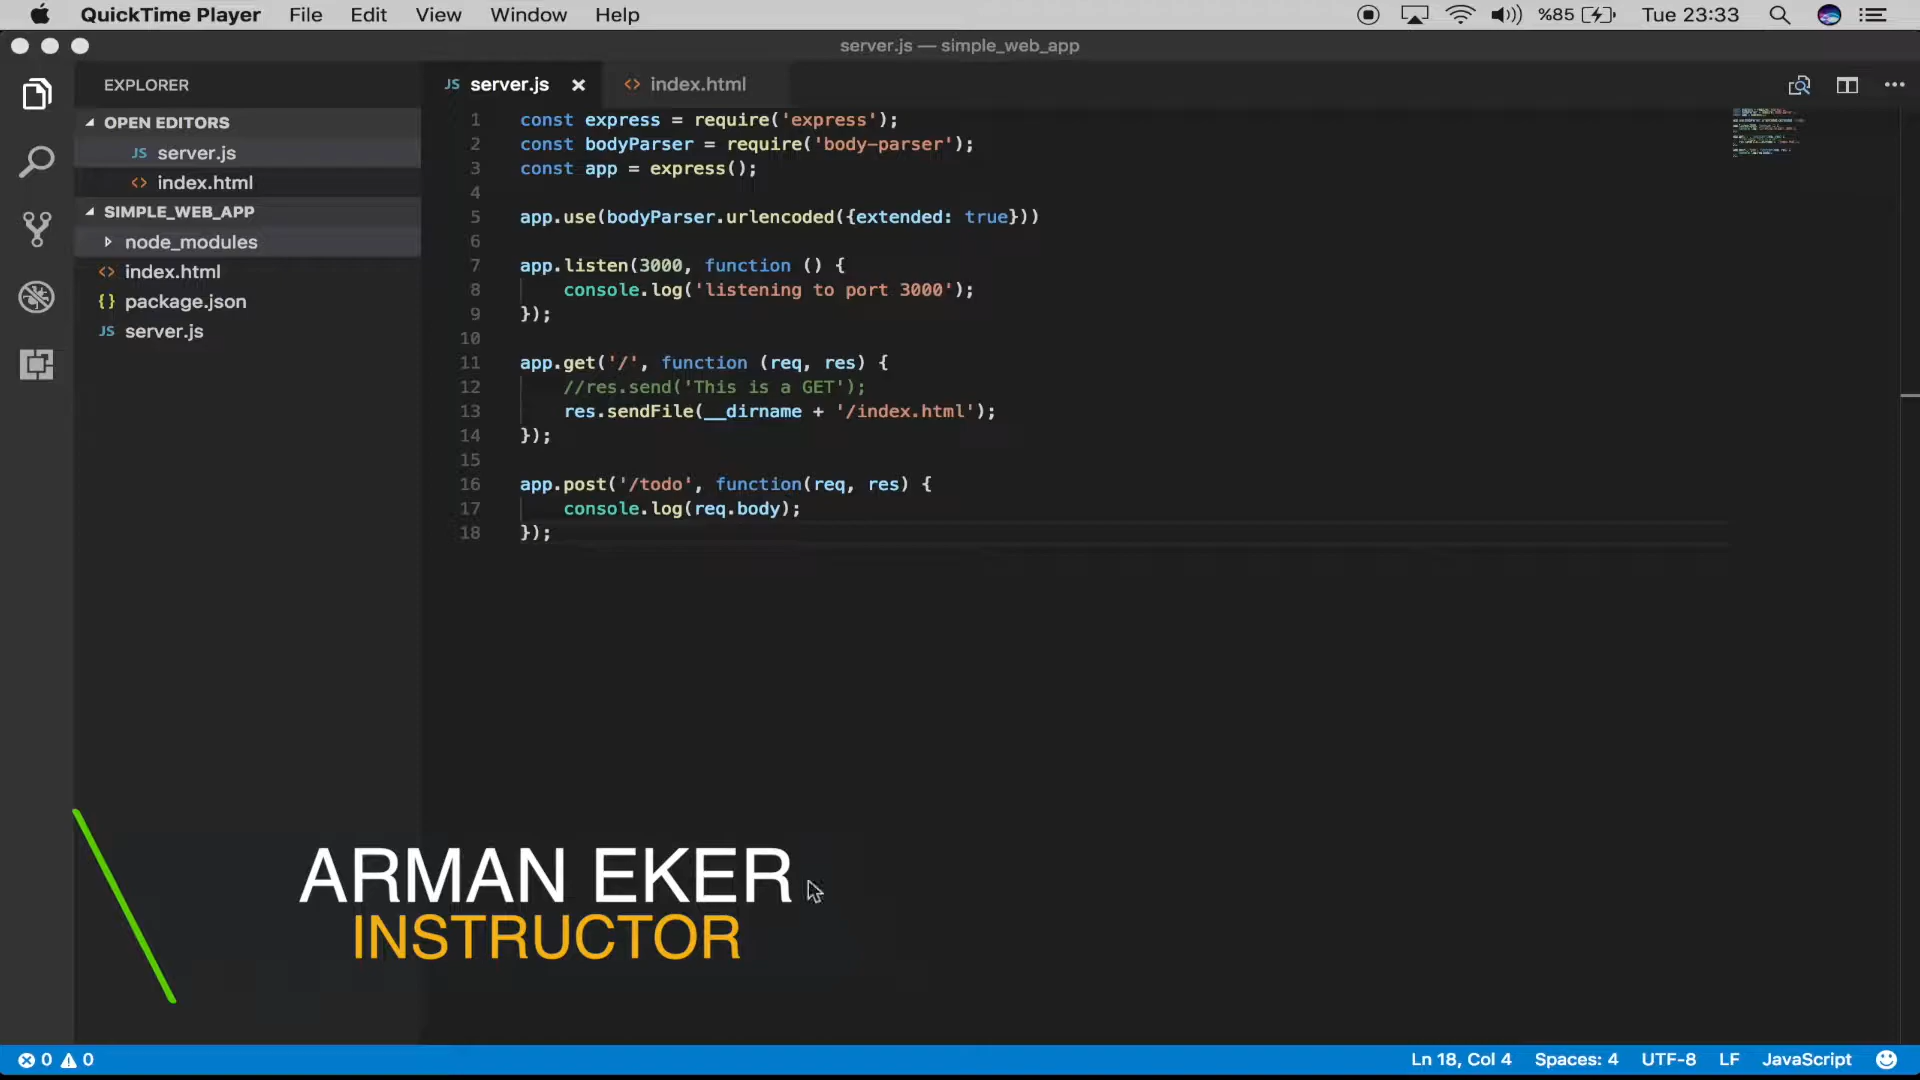 QuickTime Player File Edit View Window Help %85 Tue 23:33
server.js — simple_web_app
EXPLORER
OPEN EDITORS
JS server.js
<> index.html
SIMPLE_WEB_APP
node_modules
<> index.html
{} package.json
JS server.js
JS server.js × <> index.html
1 const express = require('express');
2 const bodyParser = require('body-parser');
3 const app = express();
4
5 app.use(bodyParser.urlencoded({extended: true}))
6
7 app.listen(3000, function () {
8 console.log('listening to port 3000');
9 });
10
11 app.get('/', function (req, res) {
12 //res.send('This is a GET');
13 res.sendFile(__dirname + '/index.html');
14 });
15
16 app.post('/todo', function(req, res) {
17 console.log(req.body);
18 });
ARMAN EKER
INSTRUCTOR
0 0 Ln 18, Col 4 Spaces: 4 UTF-8 LF JavaScript